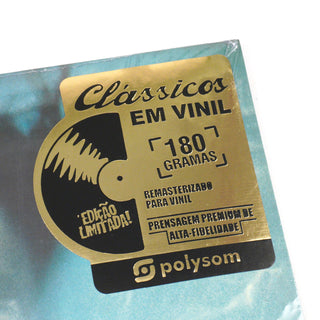 Clássicos
EM VINIL
180
GRAMAS
REMASTERIZADO
PARA VINIL
PRENSAGEM PREMIUM DE
ALTA-FIDELIDADE
EDIÇÃO
LIMITADA!
polysom